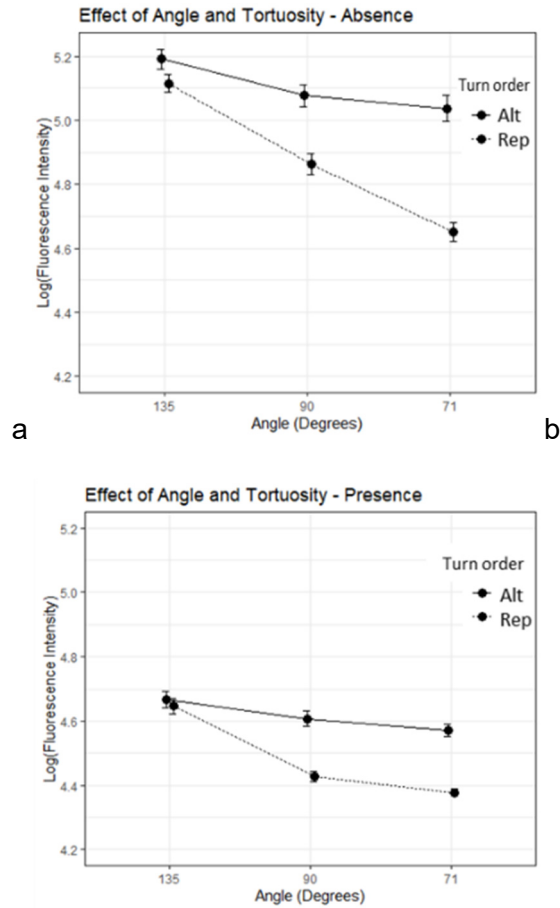 Effect of Angle and Tortuosity - Absence
Log(Fluorescence Intensity)
5.2
5.0
4.8
4.6
4.4
4.2
Turn order
Alt
Rep
135
90
71
Angle (Degrees)
a
b
Effect of Angle and Tortuosity - Presence
Log(Fluorescence Intensity)
5.2
5.0
4.8
4.6
4.4
4.2
Turn order
Alt
Rep
135
90
71
Angle (Degrees)